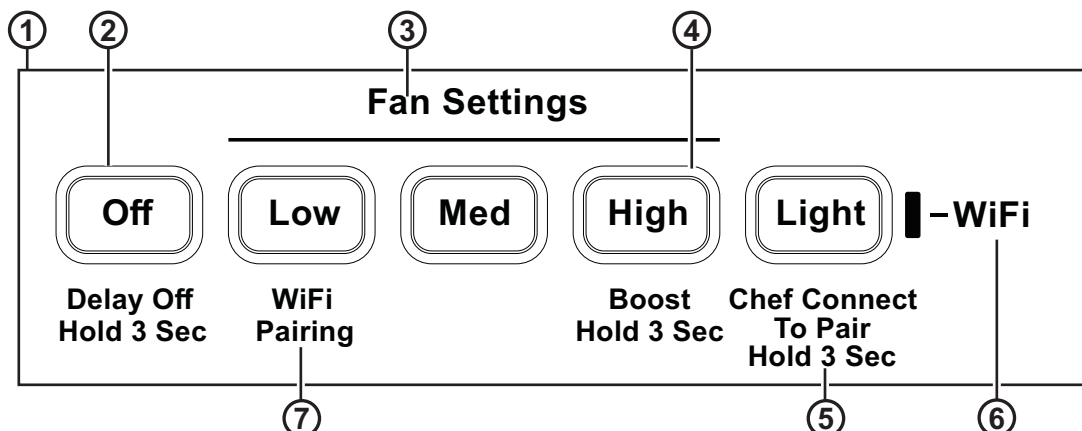 ① ② ③ ④
Fan Settings
Off Low Med High Light -WiFi
Delay Off
Hold 3 Sec
WiFi
Pairing
Boost
Hold 3 Sec
Chef Connect
To Pair
Hold 3 Sec
⑦ ⑤ ⑥